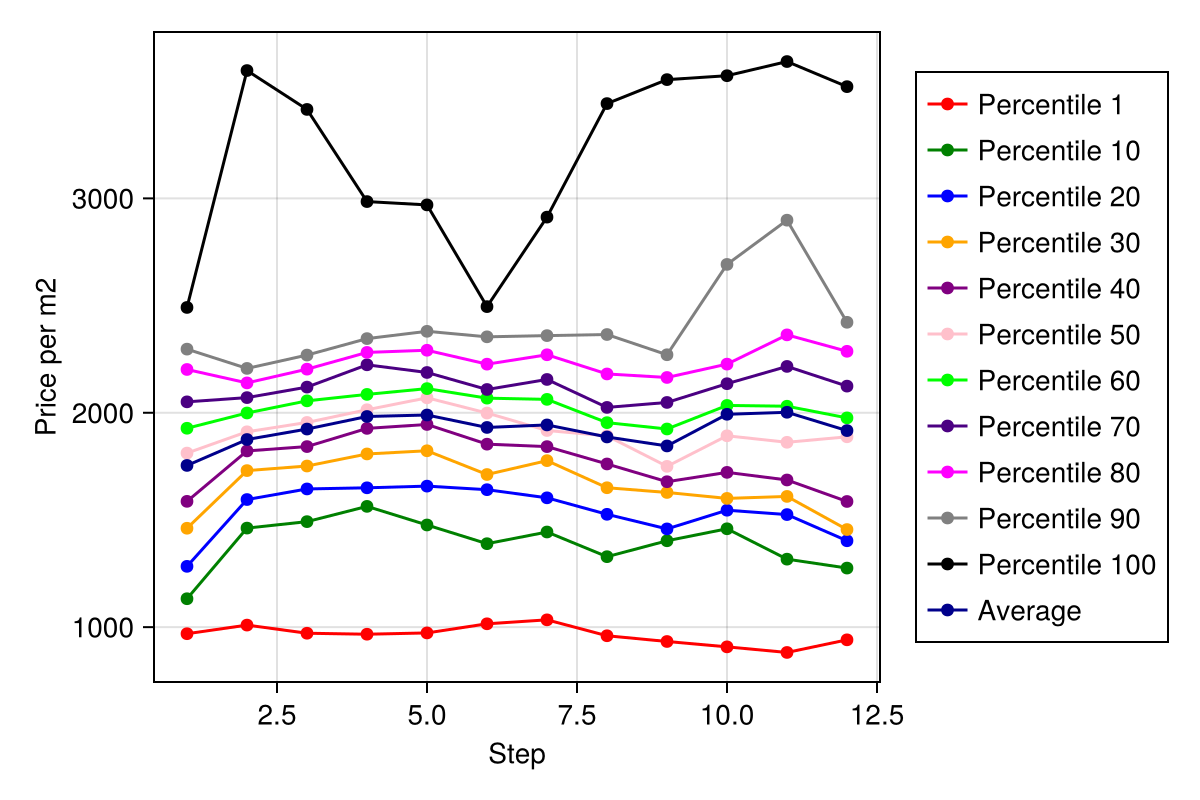 Price per m2
3000
2000
1000
2.5
5.0
7.5
10.0
12.5
Step
Percentile 1
Percentile 10
Percentile 20
Percentile 30
Percentile 40
Percentile 50
Percentile 60
Percentile 70
Percentile 80
Percentile 90
Percentile 100
Average